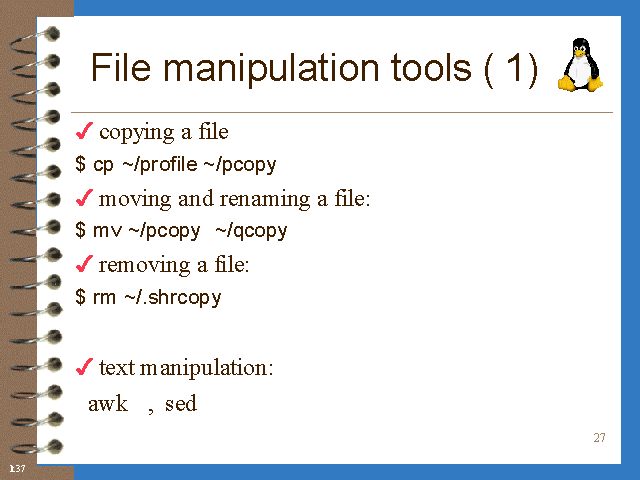 File manipulation tools ( 1)
✓ copying a file
$ cp ~/profile ~/pcopy
✓ moving and renaming a file:
$ mv ~/pcopy ~/qcopy
✓ removing a file:
$ rm ~/.shrcopy
✓ text manipulation:
awk , sed
27